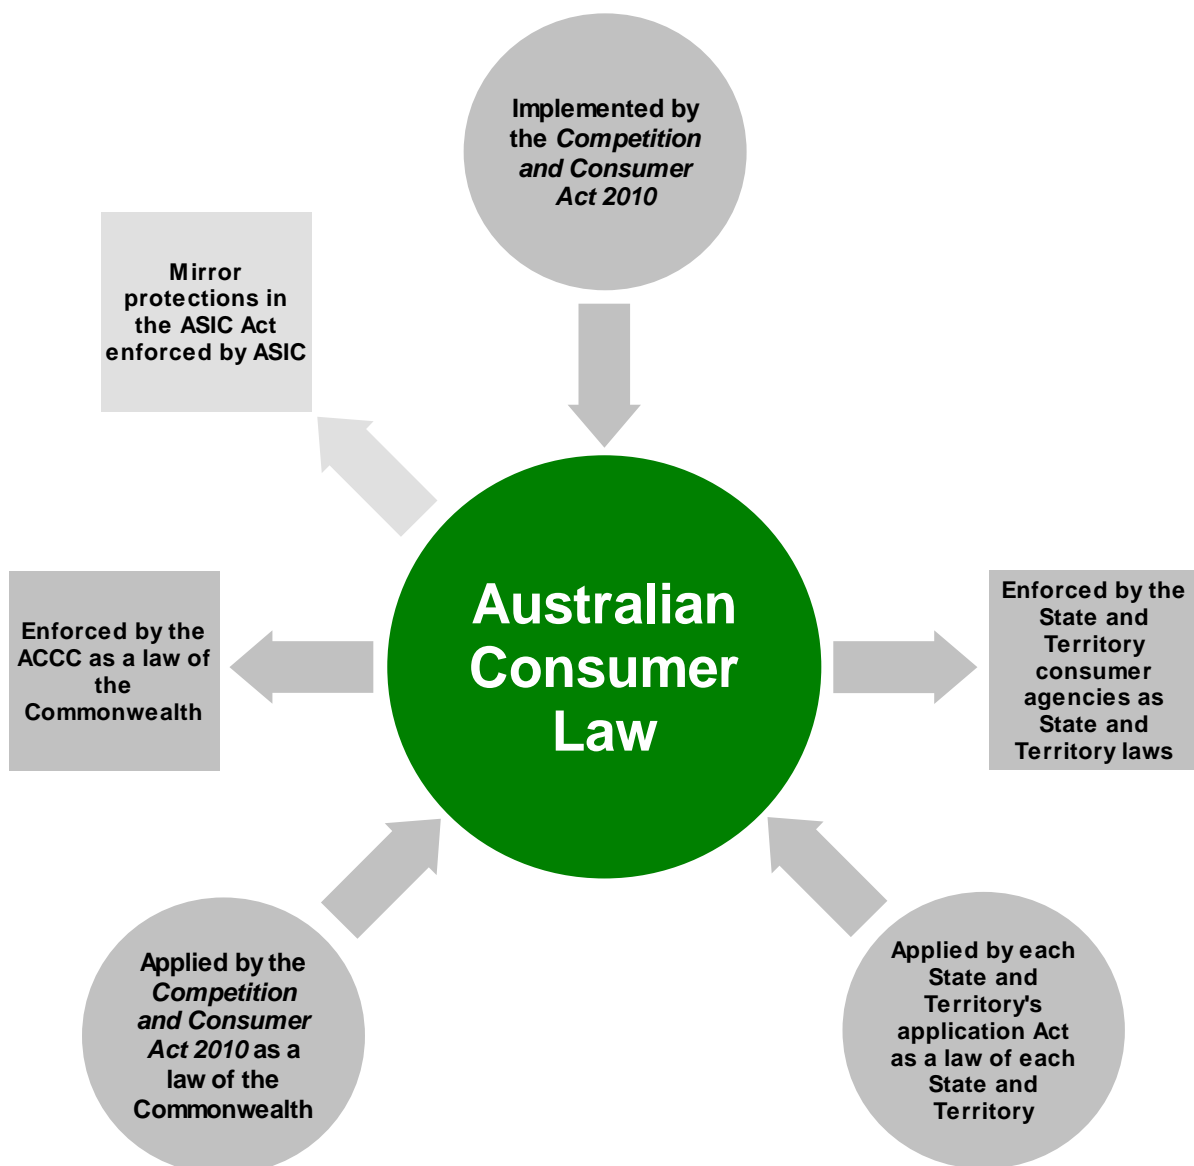 Implemented by
the Competition
and Consumer
Act 2010
Mirror
protections in
the ASIC Act
enforced by ASIC
Australian
Consumer
Law
Enforced by the
ACCC as a law of
the
Commonwealth
Enforced by the
State and
Territory
consumer
agencies as
State and
Territory laws
Applied by the
Competition
and Consumer
Act 2010 as a
law of the
Commonwealth
Applied by each
State and
Territory's
application Act
as a law of each
State and
Territory